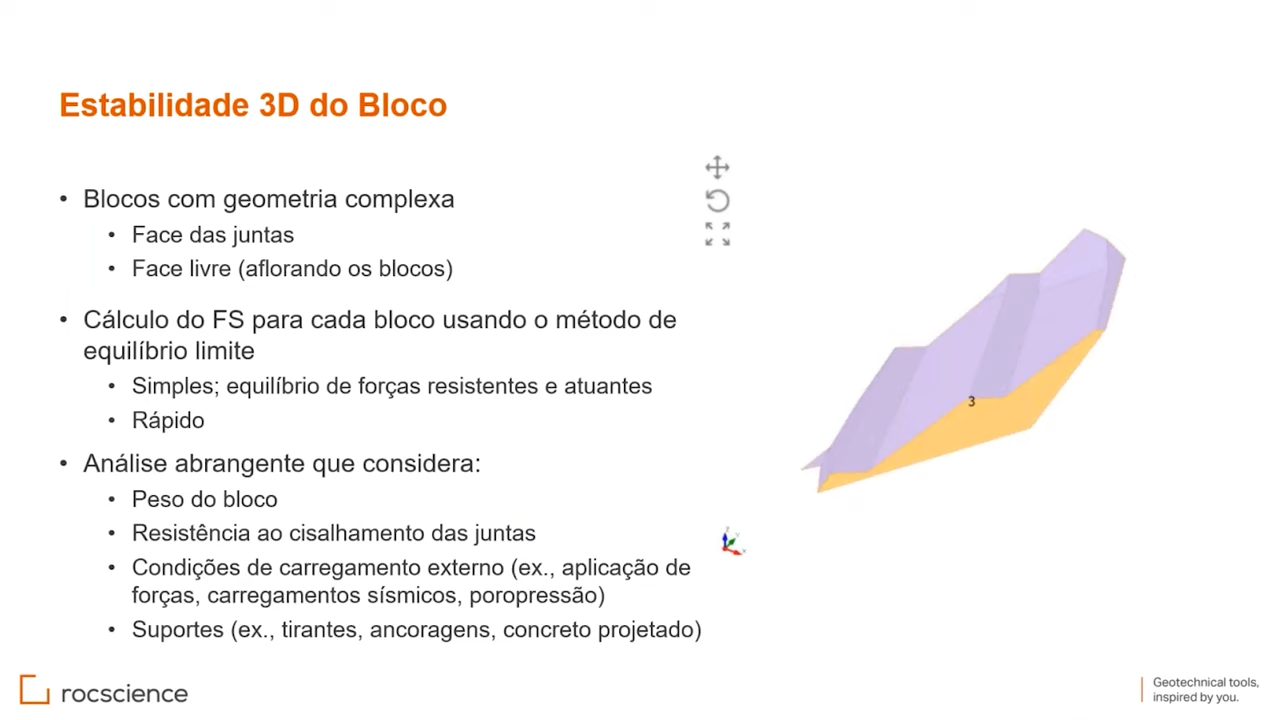 Estabilidade 3D do Bloco
• Blocos com geometria complexa
• Face das juntas
• Face livre (aflorando os blocos)
• Cálculo do FS para cada bloco usando o método de
equilíbrio limite
• Simples; equilíbrio de forças resistentes e atuantes
• Rápido
• Análise abrangente que considera:
• Peso do bloco
• Resistência ao cisalhamento das juntas
• Condições de carregamento externo (ex., aplicação de
forças, carregamentos sísmicos, poropressão)
• Suportes (ex., tirantes, ancoragens, concreto projetado)
3
rocscience
Geotechnical tools,
inspired by you.